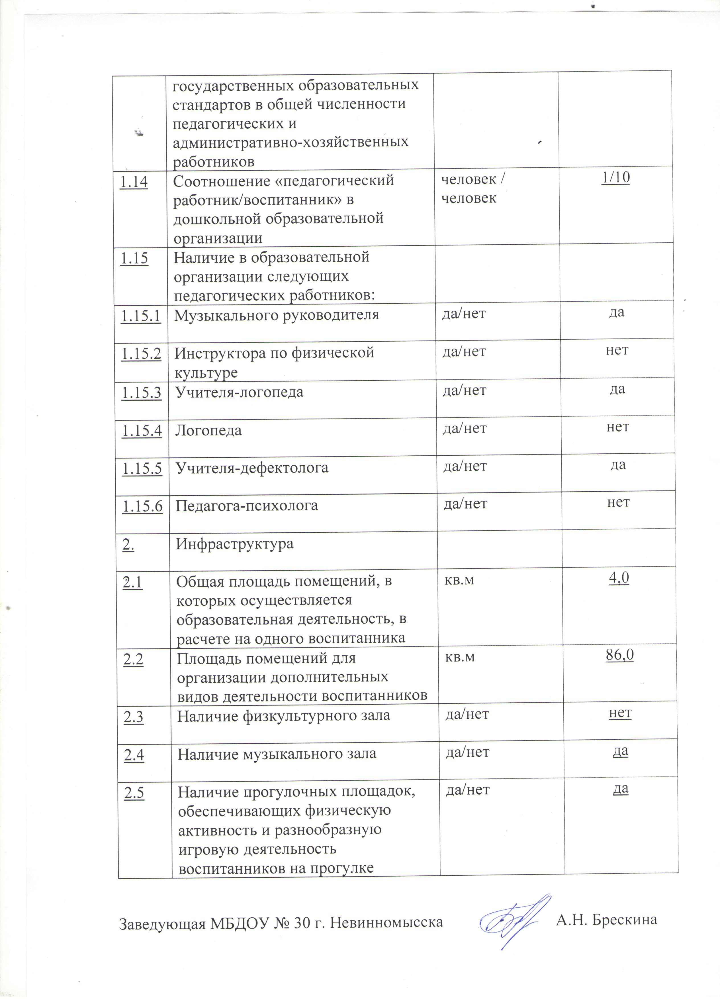 государственных образовательных
стандартов в общей численности
педагогических и
административно-хозяйственных
работников
1.14 Соотношение «педагогический человек / 1/10
работник/воспитанник» в человек
дошкольной образовательной
организации
1.15 Наличие в образовательной
организации следующих
педагогических работников:
1.15.1 Музыкального руководителя да/нет да
1.15.2 Инструктора по физической да/нет нет
культуре
1.15.3 Учителя-логопеда да/нет да
1.15.4 Логопеда да/нет нет
1.15.5 Учителя-дефектолога да/нет да
1.15.6 Педагога-психолога да/нет нет
2. Инфраструктура
2.1 Общая площадь помещений, в кв.м 4,0
которых осуществляется
образовательная деятельность, в
расчете на одного воспитанника
2.2 Площадь помещений для кв.м 86,0
организации дополнительных
видов деятельности воспитанников
2.3 Наличие физкультурного зала да/нет нет
2.4 Наличие музыкального зала да/нет да
2.5 Наличие прогулочных площадок, да/нет да
обеспечивающих физическую
активность и разнообразную
игровую деятельность
воспитанников на прогулке
Заведующая МБДОУ № 30 г. Невинномысска А.Н. Брескина